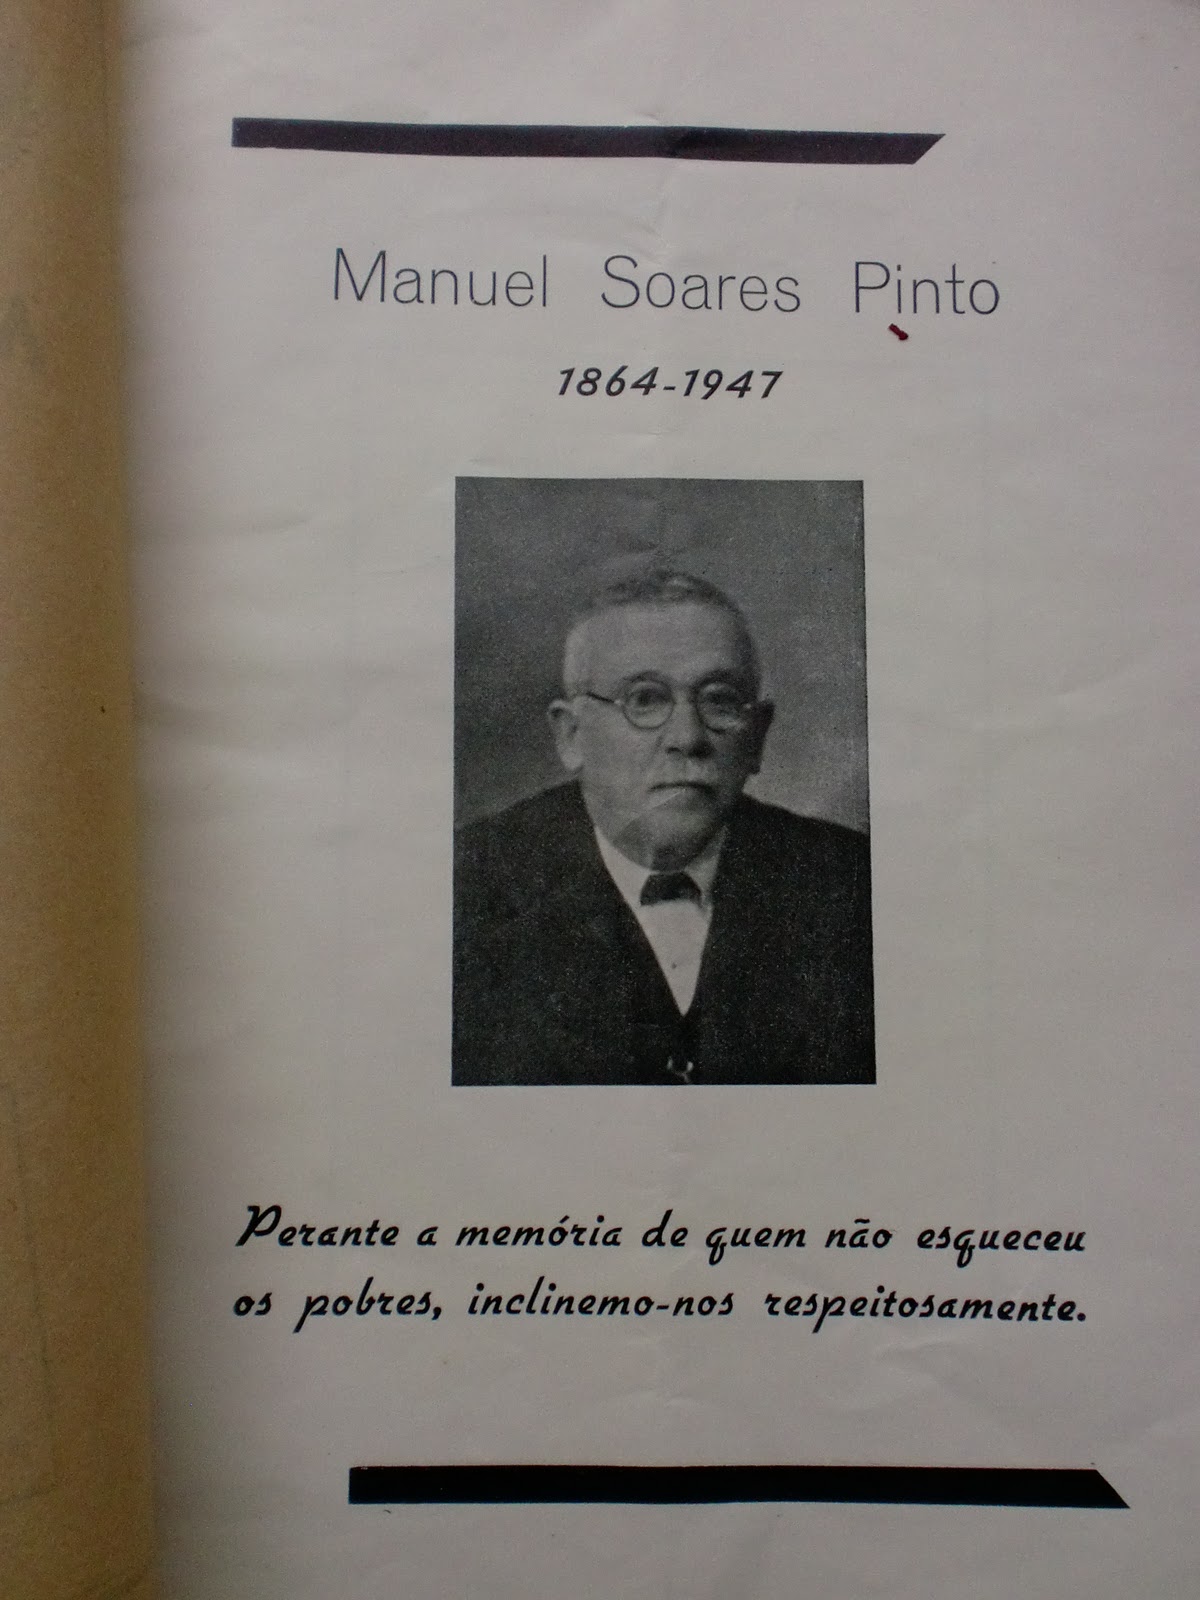 Manuel Soares Pinto
1864-1947
Perante a memória de quem não esqueceu
os pobres, inclinemo-nos respeitosamente.